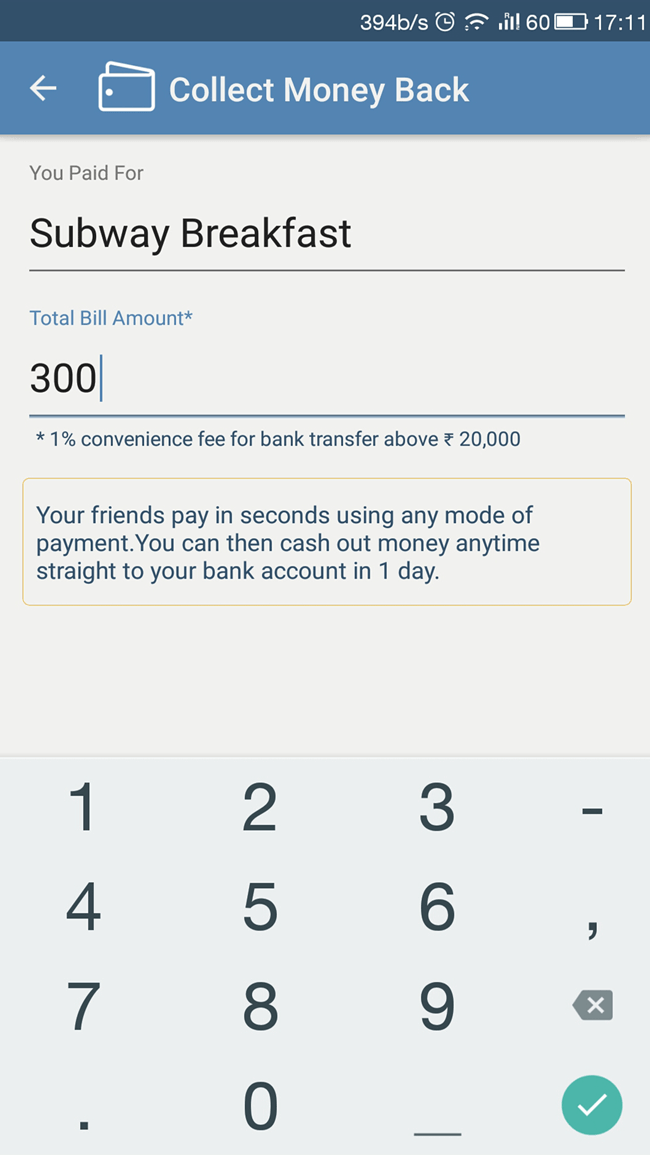 394b/s R 60 17:11
Collect Money Back
You Paid For
Subway Breakfast
Total Bill Amount*
300
* 1% convenience fee for bank transfer above ₹ 20,000
Your friends pay in seconds using any mode of
payment.You can then cash out money anytime
straight to your bank account in 1 day.
1 2 3 -
4 5 6 ,
7 8 9
. 0 _